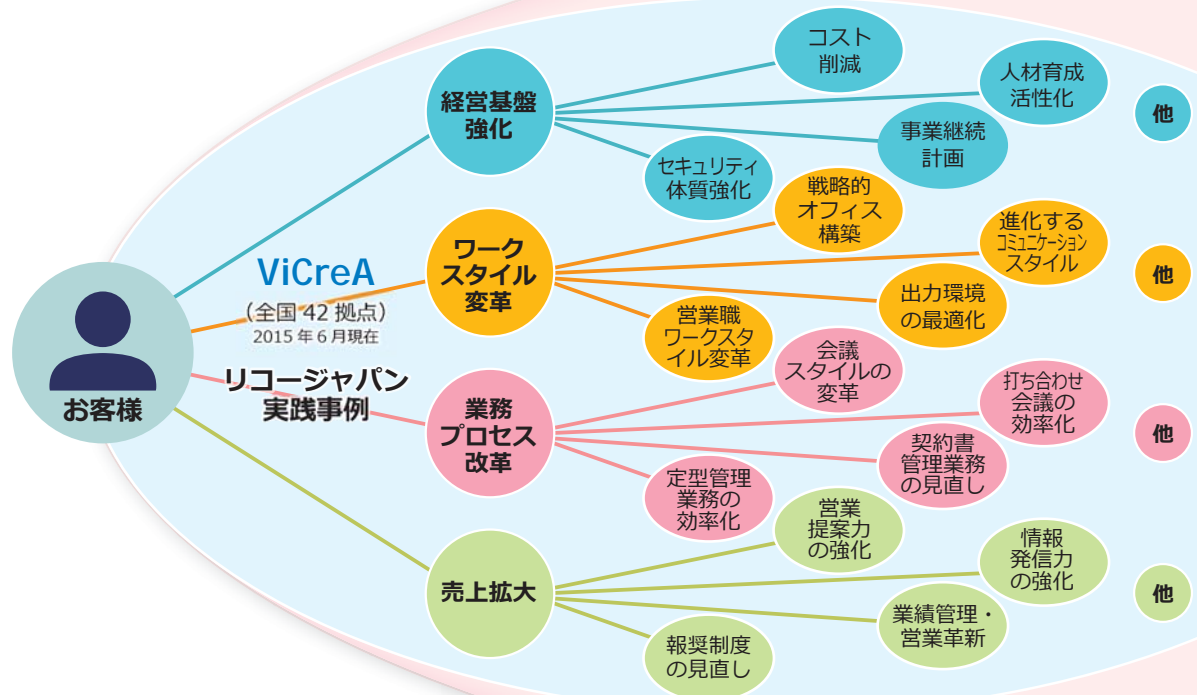 お客様
ViCreA
（全国 42 拠点）
2015 年 6 月現在
リコージャパン
実践事例
経営基盤
強化
コスト
削減
人材育成
活性化
事業継続
計画
セキュリティ
体質強化
他
ワーク
スタイル
変革
戦略的
オフィス
構築
進化する
コミュニケーション
スタイル
出力環境
の最適化
営業職
ワークスタ
イル変革
他
業務
プロセス
改革
会議
スタイルの
変革
打ち合わせ
会議の
効率化
契約書
管理業務
の見直し
定型管理
業務の
効率化
他
売上拡大
営業
提案力
の強化
情報
発信力
の強化
業績管理・
営業革新
報奨制度
の見直し
他